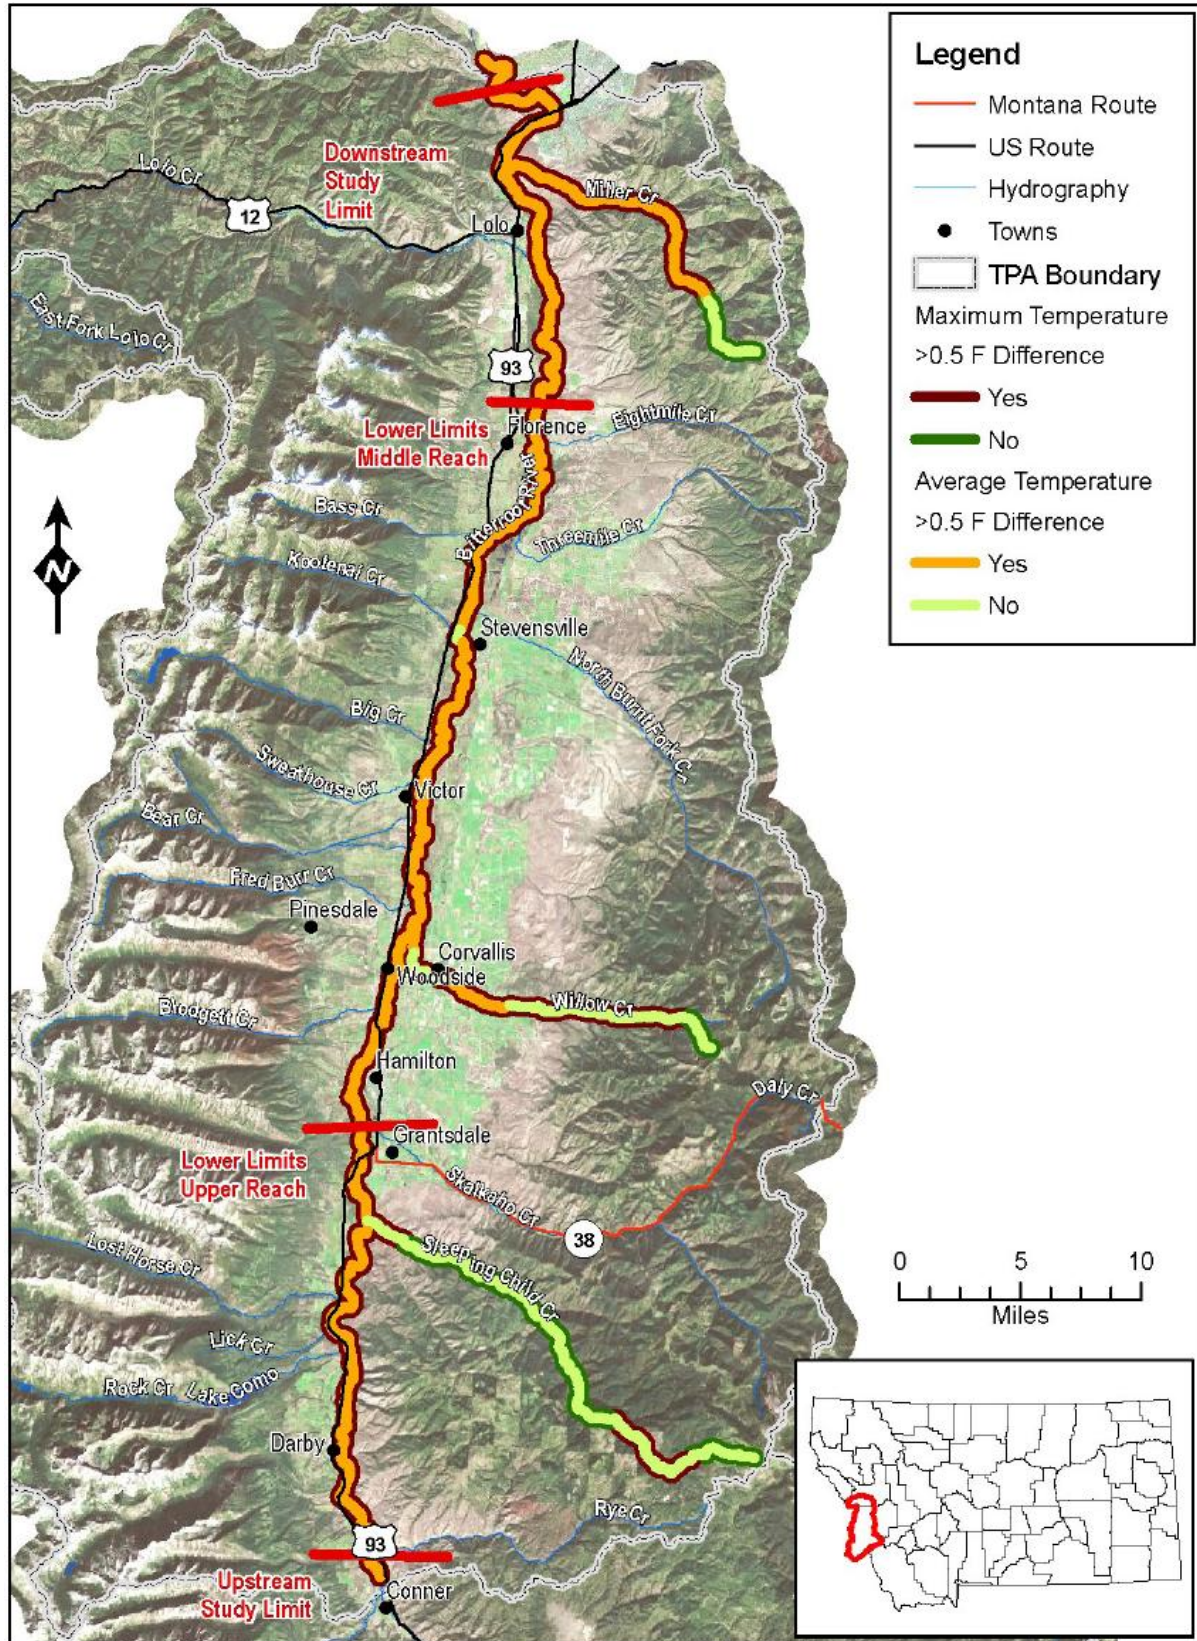 Legend
Montana Route
US Route
Hydrography
Towns
TPA Boundary
Maximum Temperature
>0.5 F Difference
Yes
No
Average Temperature
>0.5 F Difference
Yes
No
Downstream
Study
Limit
Lolo Cr
12
Miller Cr
Lolo
East Fork Lolo Cr
93
Lower Limits
Middle Reach
Florence
Eightmile Cr
Bitterroot River
Bass Cr
Threemile Cr
Kootenai Cr
N
Stevensville
North Burnt Fork Cr
Big Cr
Sweathouse Cr
Victor
Bear Cr
Fred Burr Cr
Pinesdale
Corvallis
Woodside
Willow Cr
Blodgett Cr
Hamilton
Daly Cr
Grantsdale
Lower Limits
Upper Reach
Skalkaho Cr
38
Sleeping Child Cr
Lost Horse Cr
0 5 10
Miles
Lick Cr
Rock Cr
Lake Como
Darby
Rye Cr
93
Upstream
Study Limit
Conner